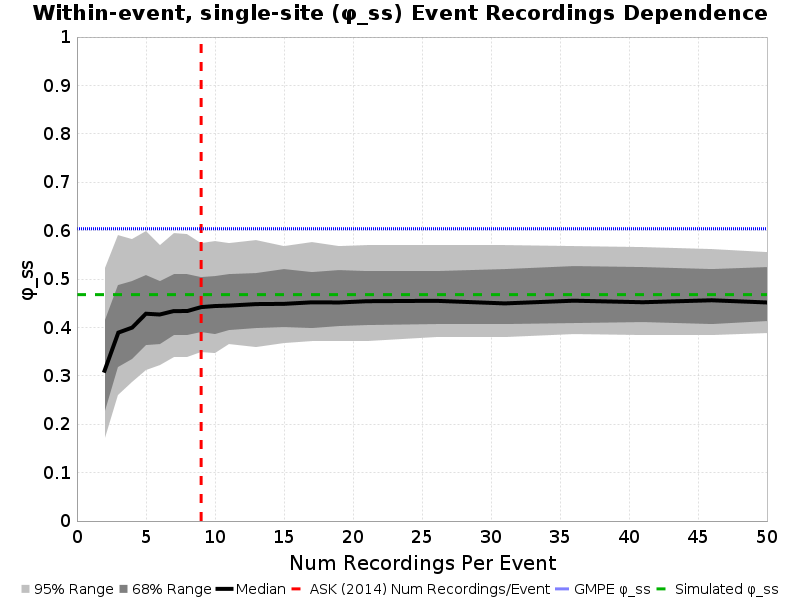 Within-event, single-site (φ_ss) Event Recordings Dependence
1
0.9
0.8
0.7
0.6
0.5
0.4
0.3
0.2
0.1
0
φ_ss
0 5 10 15 20 25 30 35 40 45 50
Num Recordings Per Event
95% Range 68% Range Median ASK (2014) Num Recordings/Event GMPE φ_ss Simulated φ_ss